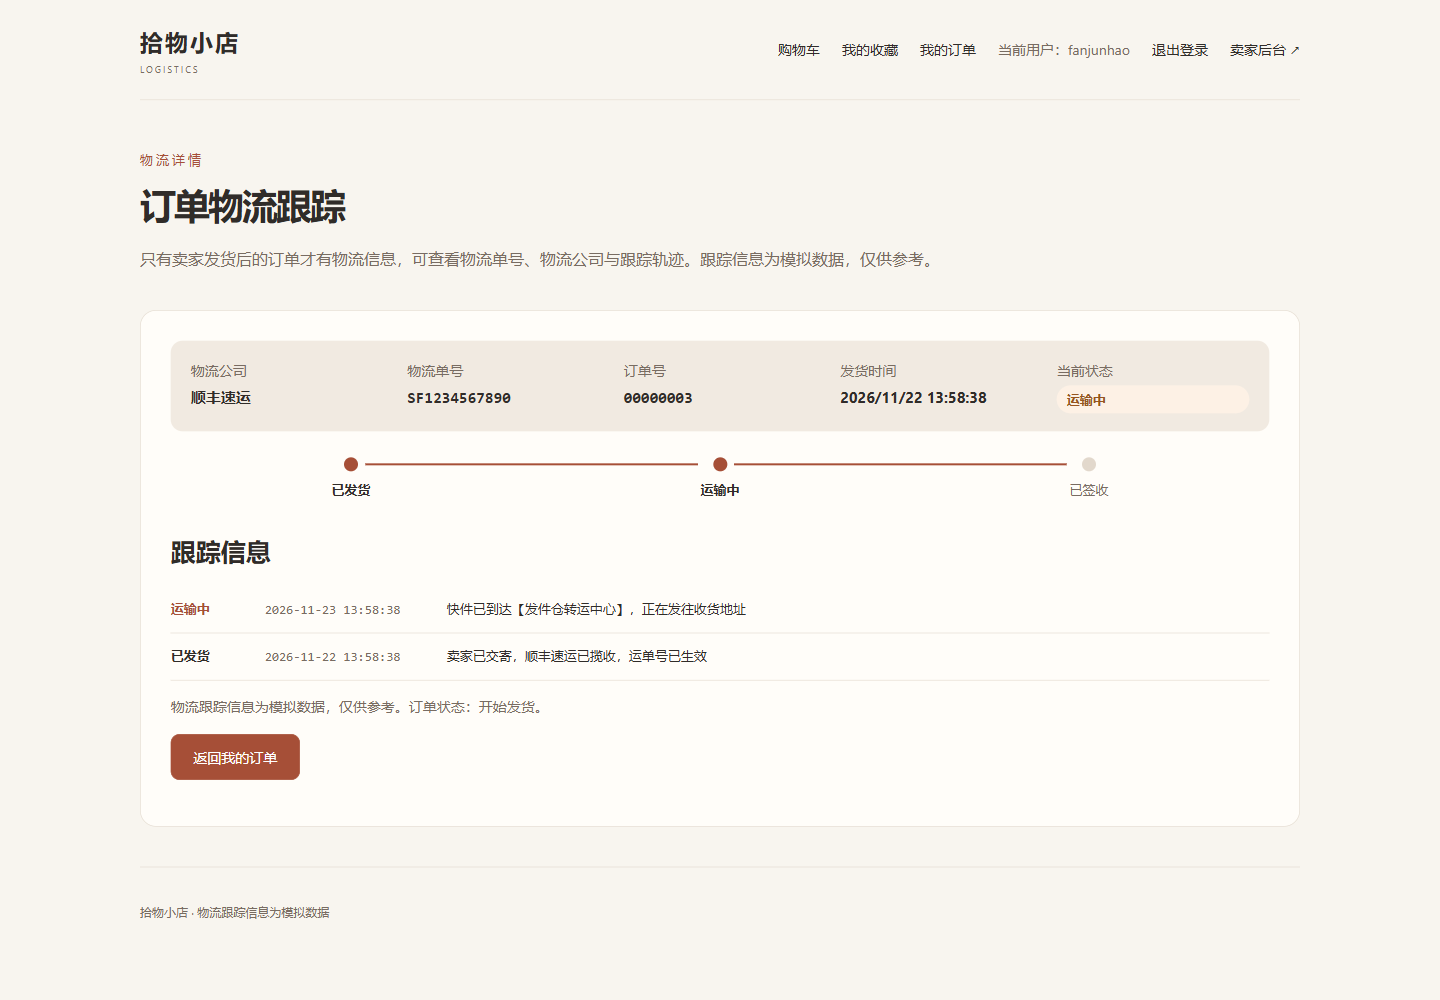 拾物小店
LOGISTICS
购物车 我的收藏 我的订单 当前用户：fanjunhao 退出登录 卖家后台 ↗
物流详情
订单物流跟踪
只有卖家发货后的订单才有物流信息，可查看物流单号、物流公司与跟踪轨迹。跟踪信息为模拟数据，仅供参考。
物流公司 物流单号 订单号 发货时间 当前状态
顺丰速运 SF1234567890 00000003 2026/11/22 13:58:38 运输中
已发货 运输中 已签收
跟踪信息
运输中 2026-11-23 13:58:38 快件已到达【发件仓转运中心】，正在发往收货地址
已发货 2026-11-22 13:58:38 卖家已交寄，顺丰速运已揽收，运单号已生效
物流跟踪信息为模拟数据，仅供参考。订单状态：开始发货。
返回我的订单
拾物小店 · 物流跟踪信息为模拟数据